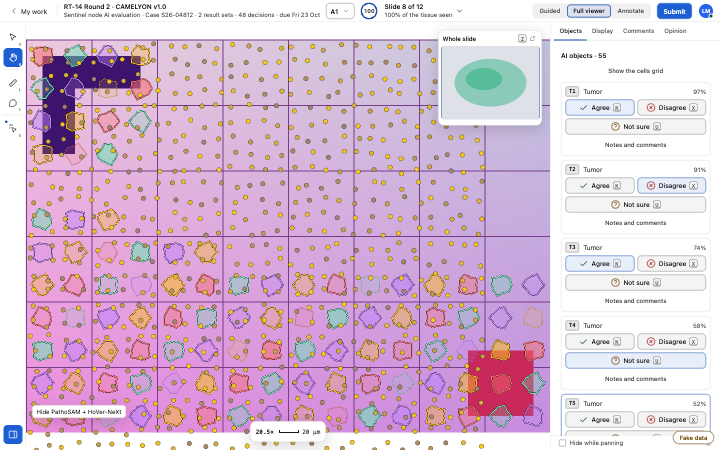 My work
RT-14 Round 2 · CAMELYON v1.0
Sentinel node AI evaluation · Case S26-04812 · 2 result sets · 48 decisions · due Fri 23 Oct
A1
100
Slide 8 of 12
100% of the tissue seen
Guided
Full viewer
Annotate
Submit
LM
Objects
Display
Comments
Opinion
Whole slide
Z
AI objects · 55
Show the cells grid
T1 Tumor 97%
Agree K
Disagree X
Not sure U
Notes and comments
T2 Tumor 91%
Agree K
Disagree X
Not sure U
Notes and comments
T3 Tumor 74%
Agree K
Disagree X
Not sure U
Notes and comments
T4 Tumor 58%
Agree K
Disagree X
Not sure U
Notes and comments
T5 Tumor 52%
Agree K
Disagree X
Hide PathoSAM + HoVer-NeXt
20.5×
20 µm
Hide while panning
Fake data